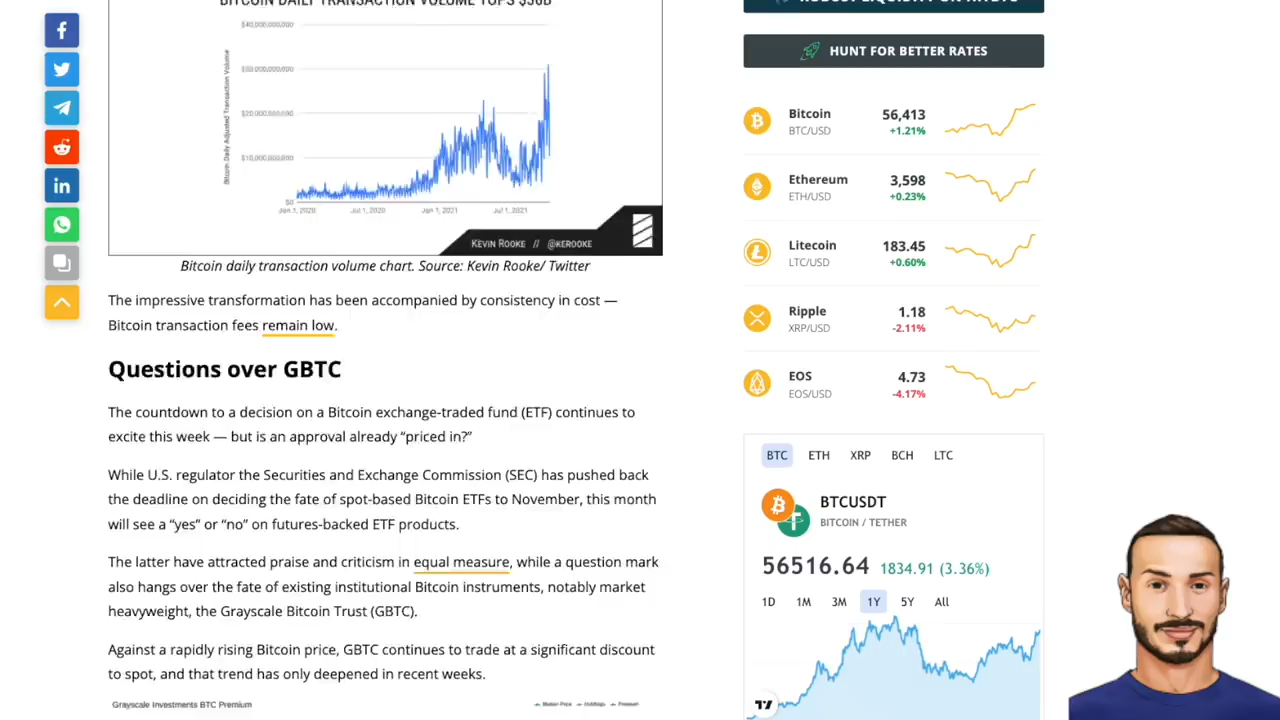 BITCOIN DAILY TRANSACTION VOLUME TOPS $30B
$40,000,000,000
$30,000,000,000
$20,000,000,000
$10,000,000,000
$0
Bitcoin Daily Adjusted Transaction Volume
Jan 1, 2020 Jul 1, 2020 Jan 1, 2021 Jul 1, 2021
KEVIN ROOKE // @KEROOKE
Bitcoin daily transaction volume chart. Source: Kevin Rooke/ Twitter
The impressive transformation has been accompanied by consistency in cost —
Bitcoin transaction fees remain low.
Questions over GBTC
The countdown to a decision on a Bitcoin exchange-traded fund (ETF) continues to
excite this week — but is an approval already “priced in?”
While U.S. regulator the Securities and Exchange Commission (SEC) has pushed back
the deadline on deciding the fate of spot-based Bitcoin ETFs to November, this month
will see a “yes” or “no” on futures-backed ETF products.
The latter have attracted praise and criticism in equal measure, while a question mark
also hangs over the fate of existing institutional Bitcoin instruments, notably market
heavyweight, the Grayscale Bitcoin Trust (GBTC).
Against a rapidly rising Bitcoin price, GBTC continues to trade at a significant discount
to spot, and that trend has only deepened in recent weeks.
Grayscale Investments BTC Premium
HUNT FOR BETTER RATES
Bitcoin 56,413
BTC/USD +1.21%
Ethereum 3,598
ETH/USD +0.23%
Litecoin 183.45
LTC/USD +0.60%
Ripple 1.18
XRP/USD -2.11%
EOS 4.73
EOS/USD -4.17%
BTC ETH XRP BCH LTC
BTCUSDT
BITCOIN / TETHER
56516.64 1834.91 (3.36%)
1D 1M 3M 1Y 5Y All